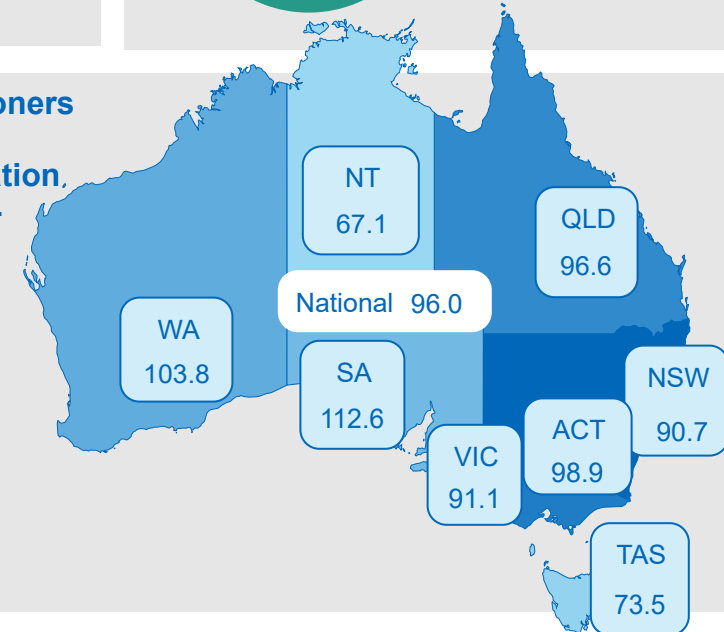 oners
ation,
NT
67.1
QLD
96.6
National 96.0
WA
103.8
SA
112.6
NSW
90.7
ACT
98.9
VIC
91.1
TAS
73.5